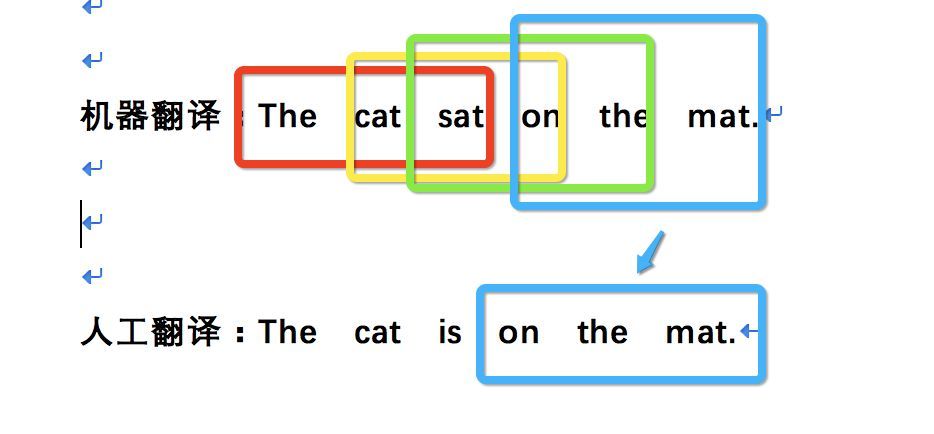 机器翻译：The cat sat on the mat.
人工翻译：The cat is on the mat.